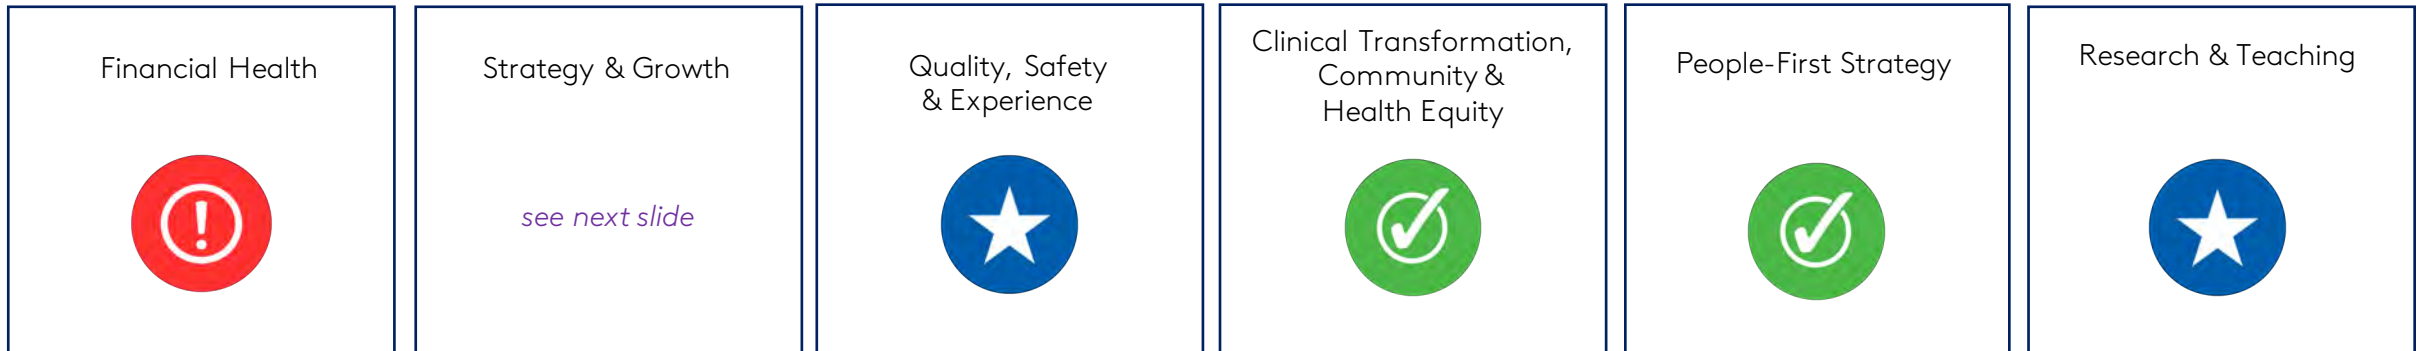 Financial Health
Strategy & Growth
see next slide
Quality, Safety
& Experience
Clinical Transformation,
Community &
Health Equity
People-First Strategy
Research & Teaching